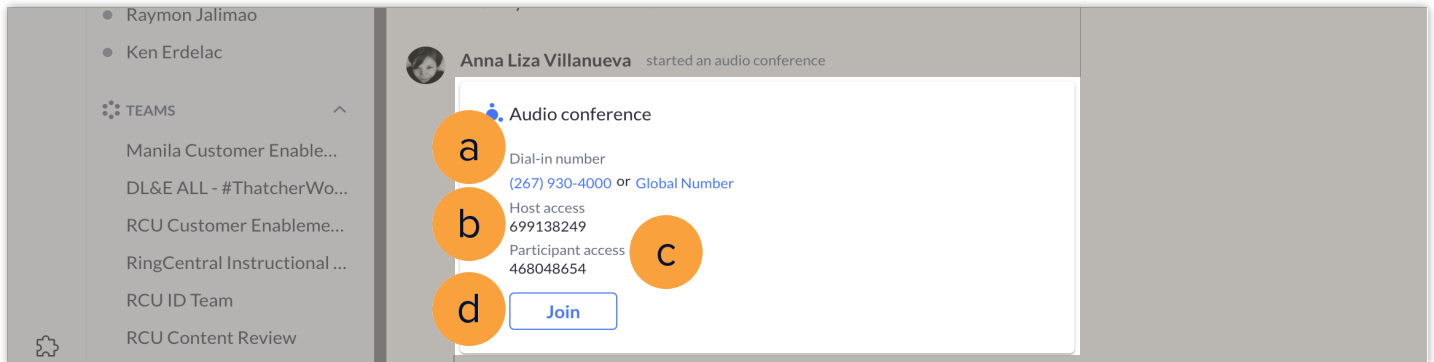 Raymon Jalimao
Ken Erdelac
TEAMS
Manila Customer Enable...
DL&E ALL - #ThatcherWo...
RCU Customer Enableme...
RingCentral Instructional ...
RCU ID Team
RCU Content Review
Anna Liza Villanueva started an audio conference
Audio conference
a
Dial-in number
(267) 930-4000 or Global Number
b
Host access
699138249
c
Participant access
468048654
d
Join